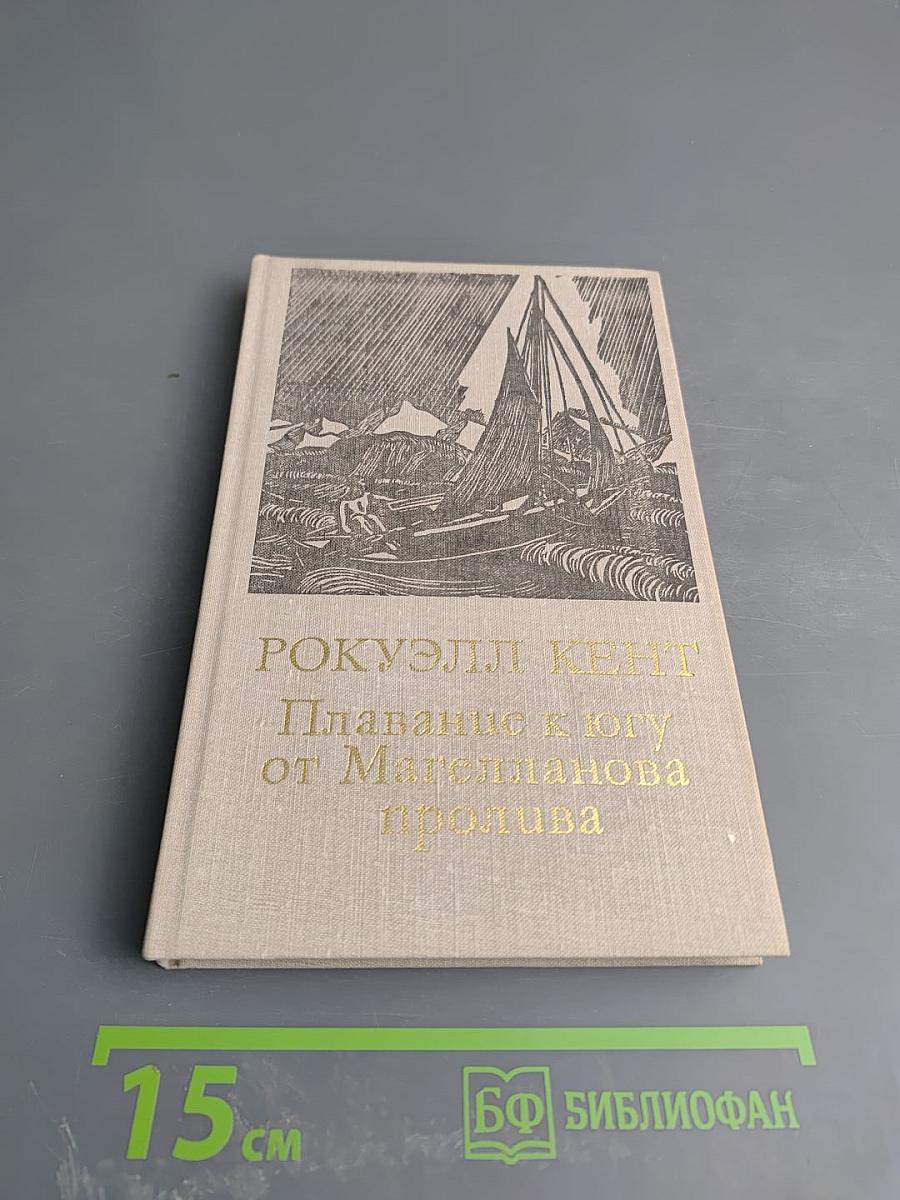 РОКУЭЛЛ КЕНТ
Плавание к югу
от Магелланова
пролива
15 см
БФ БИБЛИОФАН